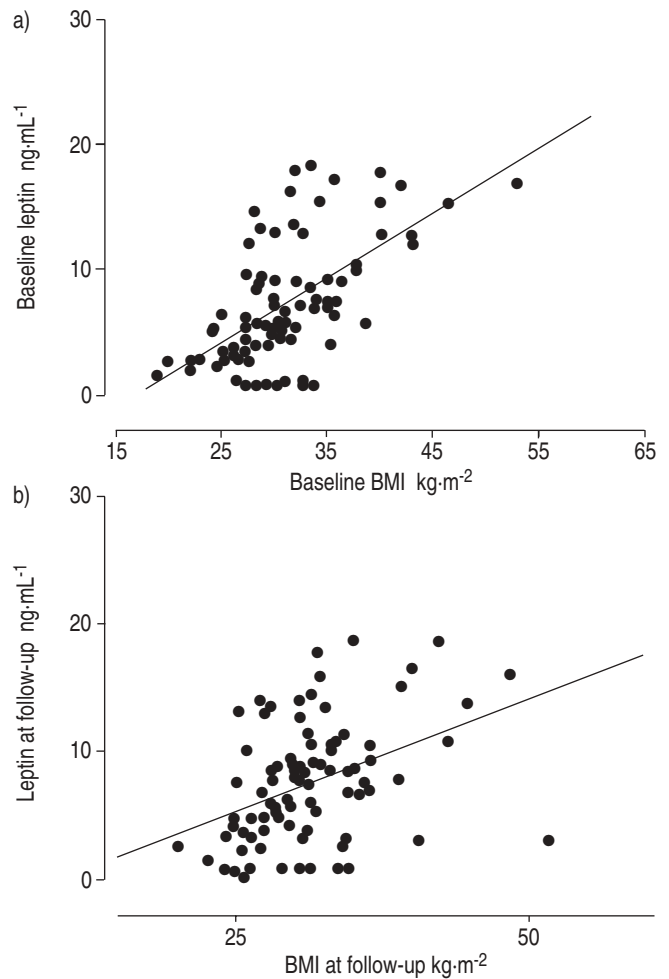 a)
30
20
10
0
Baseline leptin ng·mL-1
15 25 35 45 55 65
Baseline BMI kg·m-2
b)
30
20
10
0
Leptin at follow-up ng·mL-1
25 50
BMI at follow-up kg·m-2